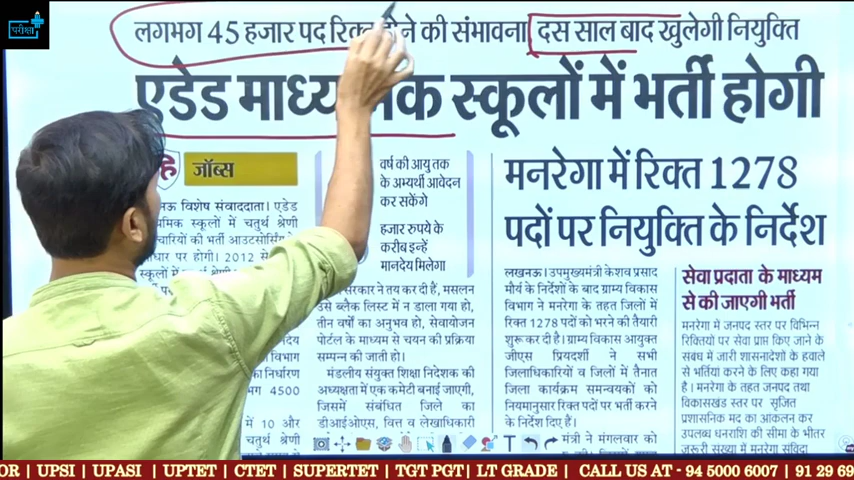 परीक्षा
लगभग 45 हजार पद रिक्त होने की संभावना, दस साल बाद खुलेगी नियुक्ति
एडेड माध्यमिक स्कूलों में भर्ती होगी
जॉब्स
विशेष संवाददाता। एडेड
स्कूलों में चतुर्थ श्रेणी
की भर्ती
पर होगी। 2012 से
स्कूलों में
विभाग
का निर्धारण
4500
में 10 और
चतुर्थ श्रेणी
वर्ष की आयु तक
के अभ्यर्थी आवेदन
कर सकेंगे
हजार रुपये के
करीब इन्हें
मानदेय मिलेगा
सरकार ने तय कर दी हैं, मसलन
उसे ब्लैक लिस्ट में न डाला गया हो,
तीन वर्षों का अनुभव हो, सेवायोजन
पोर्टल के माध्यम से चयन की प्रक्रिया
सम्पन्न की जाती हो।
मंडलीय संयुक्त शिक्षा निदेशक की
अध्यक्षता में एक कमेटी बनाई जाएगी,
जिसमें संबंधित जिले का
डीआईओएस, वित्त व लेखाधिकारी
मनरेगा में रिक्त 1278
पदों पर नियुक्ति के निर्देश
लखनऊ। उपमुख्यमंत्री केशव प्रसाद
मौर्य के निर्देशों के बाद ग्राम्य विकास
विभाग ने मनरेगा के तहत जिलों में
रिक्त 1278 पदों को भरने की तैयारी
शुरू कर दी है। ग्राम्य विकास आयुक्त
जीएस प्रियदर्शी ने सभी
जिलाधिकारियों व जिलों में तैनात
जिला कार्यक्रम समन्वयकों को
नियमानुसार रिक्त पदों पर भर्ती करने
के निर्देश दिए हैं।
मंत्री ने मंगलवार को
सेवा प्रदाता के माध्यम
से की जाएगी भर्ती
मनरेगा में जनपद स्तर पर विभिन्न
रिक्तियों पर सेवा प्राप्त किए जाने के
संबंध में जारी शासनादेशों के हवाले
से भर्तियां करने के लिए कहा गया
है। मनरेगा के तहत जनपद तथा
विकासखंड स्तर पर सृजित
प्रशासनिक मद का आकलन कर
उपलब्ध धनराशि की सीमा के भीतर
जरूरी संख्या में मनरेगा संविदा
OR | UPSI | UPASI | UPTET | CTET | SUPERTET | TGT PGT| LT GRADE | CALL US AT - 94 5000 6007 | 91 29 69